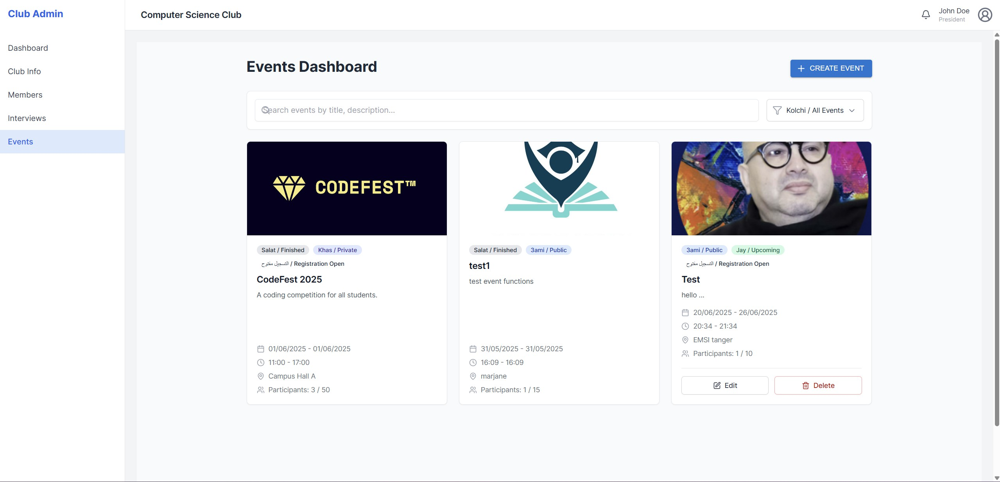 Club Admin
Computer Science Club
John Doe
President
Dashboard
Club Info
Members
Interviews
Events
Events Dashboard
CREATE EVENT
Search events by title, description...
Kolchi / All Events
CODEFEST™
Salat / Finished
Khas / Private
التسجيل مفتوح / Registration Open
CodeFest 2025
A coding competition for all students.
01/06/2025 - 01/06/2025
11:00 - 17:00
Campus Hall A
Participants: 3 / 50
Salat / Finished
3ami / Public
test1
test event functions
31/05/2025 - 31/05/2025
16:09 - 16:09
marjane
Participants: 1 / 15
3ami / Public
Jay / Upcoming
التسجيل مفتوح / Registration Open
Test
hello ...
20/06/2025 - 26/06/2025
20:34 - 21:34
EMSI tanger
Participants: 1 / 10
Edit
Delete